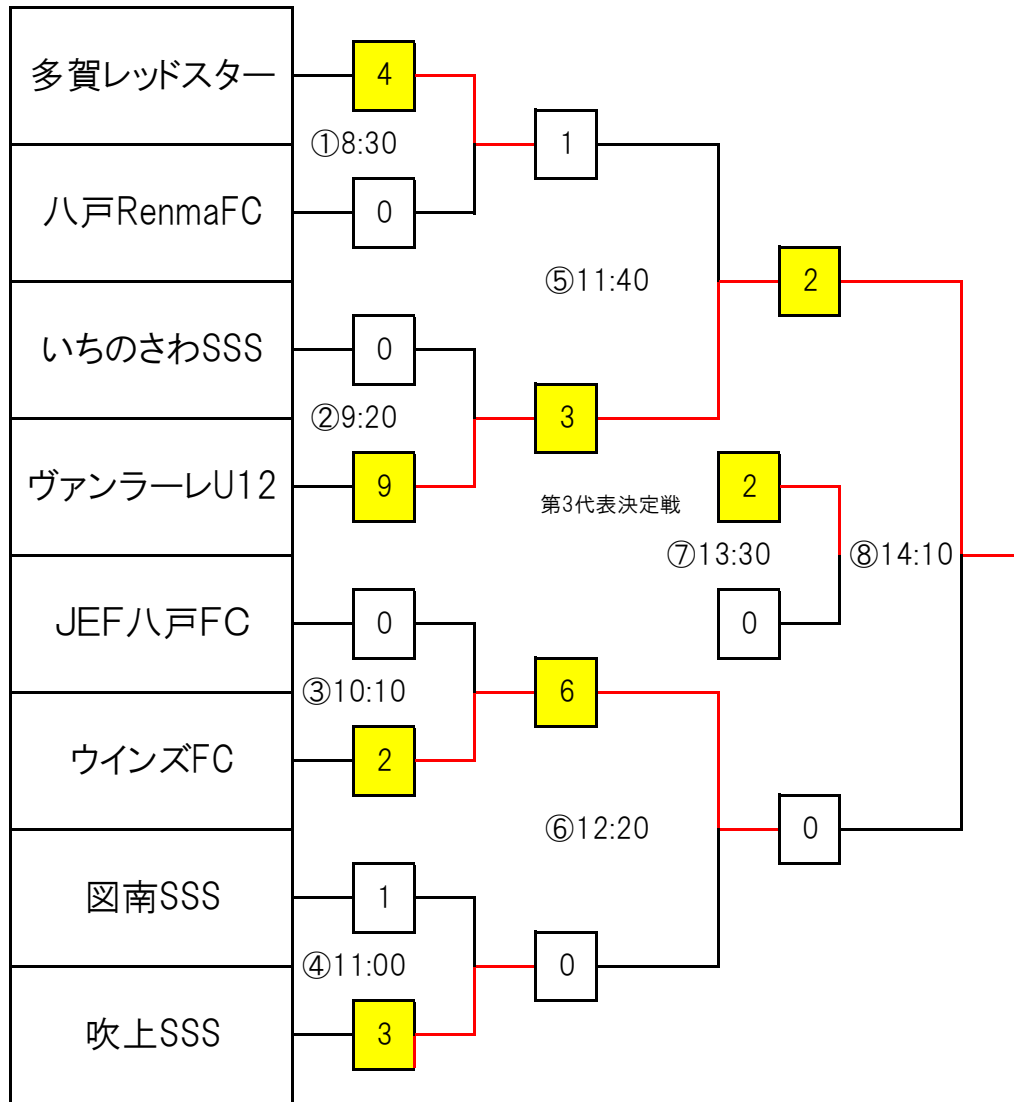 多賀レッドスター
4
①8:30
1
八戸RenmaFC
0
⑤11:40
2
いちのさわSSS
0
②9:20
3
ヴァンラーレU12
9
第3代表決定戦
2
⑦13:30
⑧14:10
JEF八戸FC
0
0
③10:10
6
ウインズFC
2
⑥12:20
0
図南SSS
1
④11:00
0
吹上SSS
3